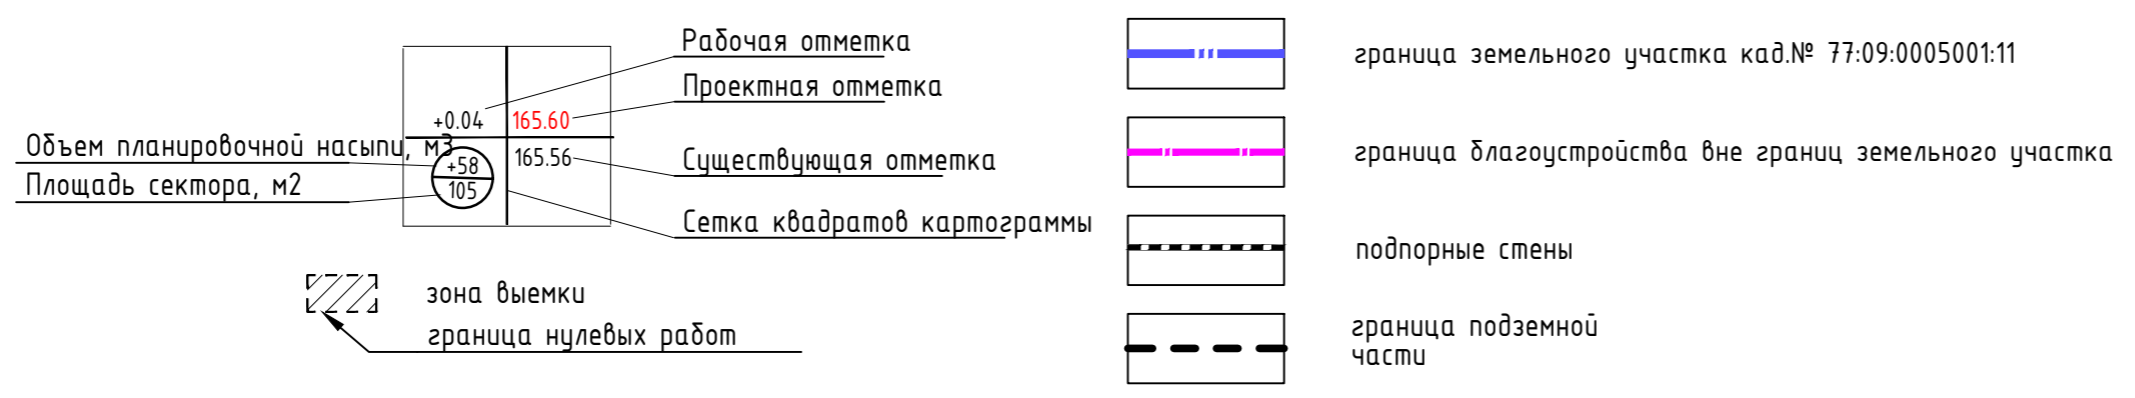 Рабочая отметка
Проектная отметка
+0.04
165.60
Объем планировочной насыпи, м3
165.56
Существующая отметка
+58
Площадь сектора, м2
105
Сетка квадратов картограммы
зона выемки
граница нулевых работ
граница земельного участка кад.№ 77:09:0005001:11
граница благоустройства вне границ земельного участка
подпорные стены
граница подземной
части